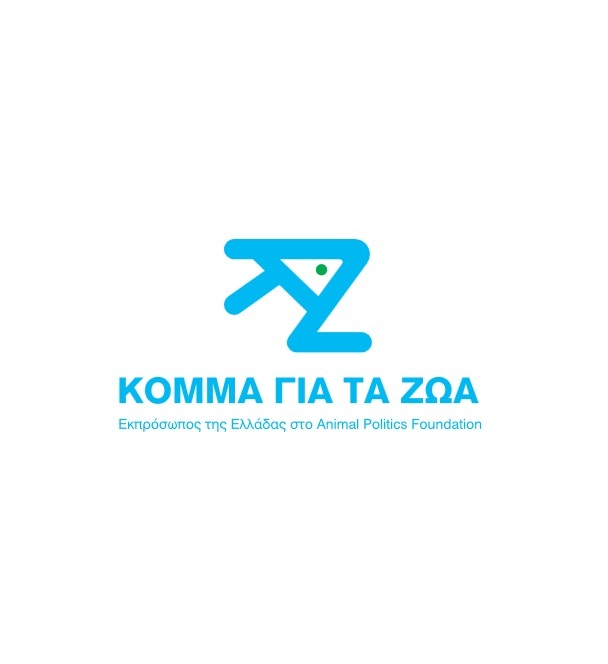 ΚΟΜΜΑ ΓΙΑ ΤΑ ΖΩΑ
Εκπρόσωπος της Ελλάδας στο Animal Politics Foundation